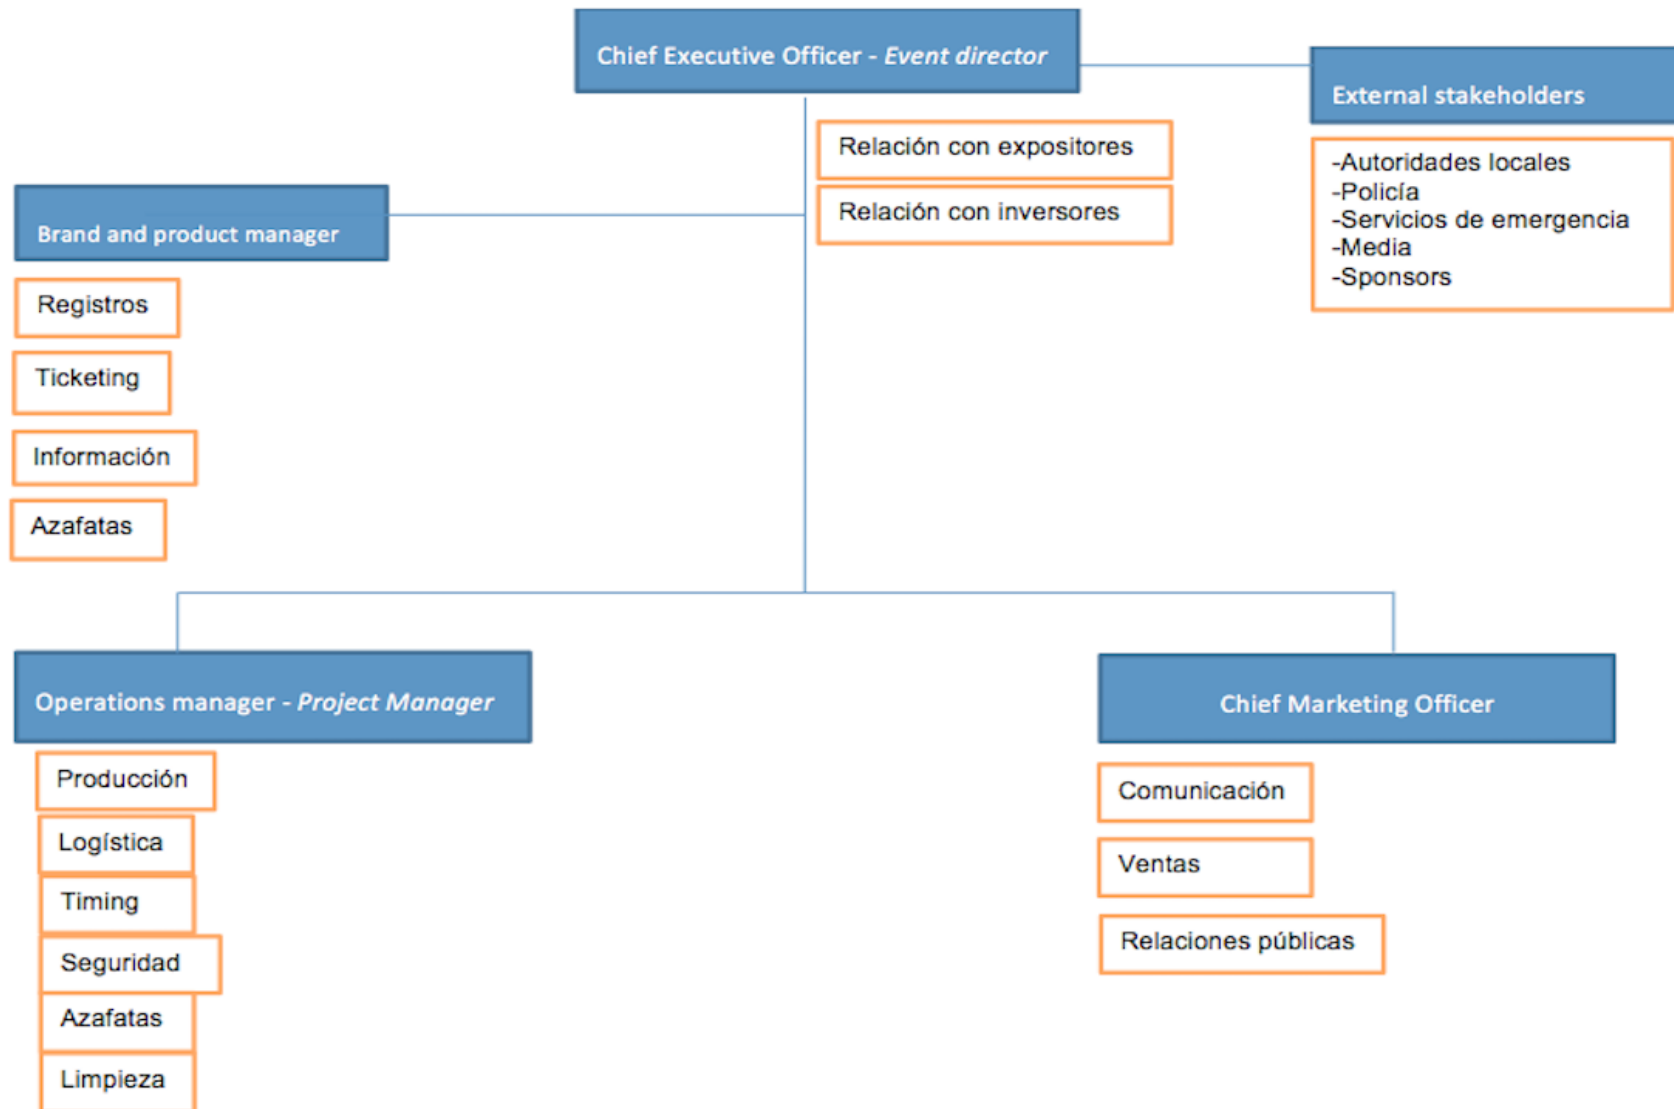 Chief Executive Officer - Event director
External stakeholders
Relación con expositores
Relación con inversores
-Autoridades locales
-Policía
-Servicios de emergencia
-Media
-Sponsors
Brand and product manager
Registros
Ticketing
Información
Azafatas
Operations manager - Project Manager
Producción
Logística
Timing
Seguridad
Azafatas
Limpieza
Chief Marketing Officer
Comunicación
Ventas
Relaciones públicas